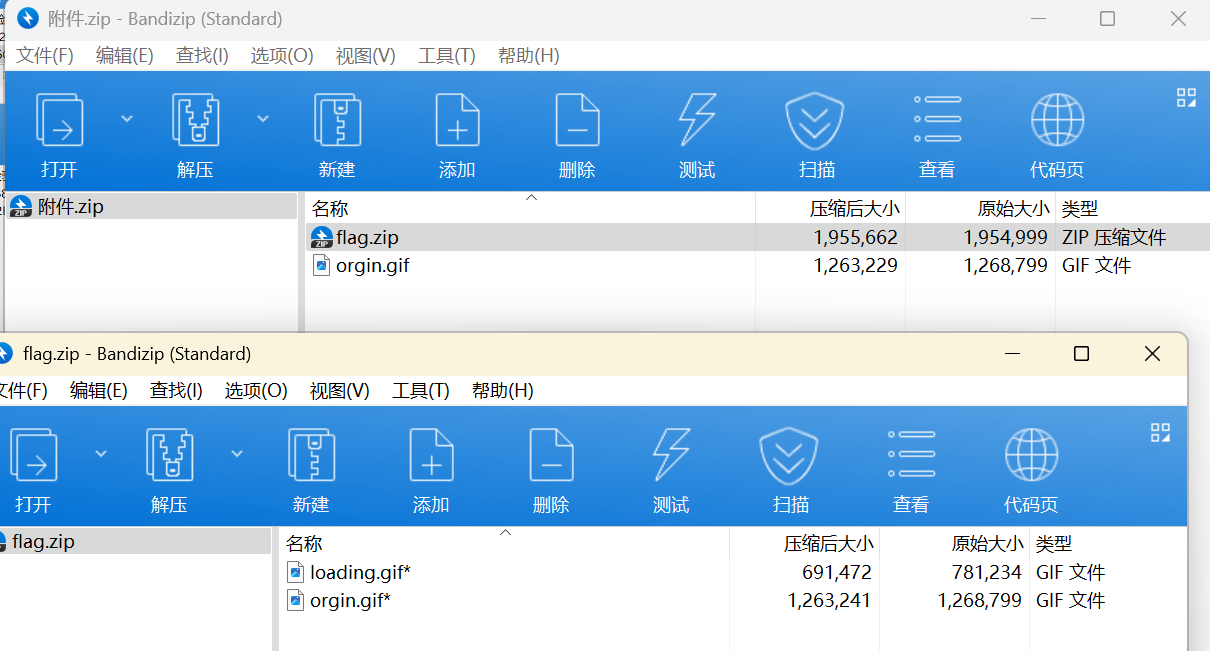 附件.zip - Bandizip (Standard)
文件(F) 编辑(E) 查找(I) 选项(O) 视图(V) 工具(T) 帮助(H)
打开 解压 新建 添加 删除 测试 扫描 查看 代码页
附件.zip
名称 压缩后大小 原始大小 类型
flag.zip 1,955,662 1,954,999 ZIP 压缩文件
orgin.gif 1,263,229 1,268,799 GIF 文件
flag.zip - Bandizip (Standard)
文件(F) 编辑(E) 查找(I) 选项(O) 视图(V) 工具(T) 帮助(H)
打开 解压 新建 添加 删除 测试 扫描 查看 代码页
flag.zip
名称 压缩后大小 原始大小 类型
loading.gif* 691,472 781,234 GIF 文件
orgin.gif* 1,263,241 1,268,799 GIF 文件